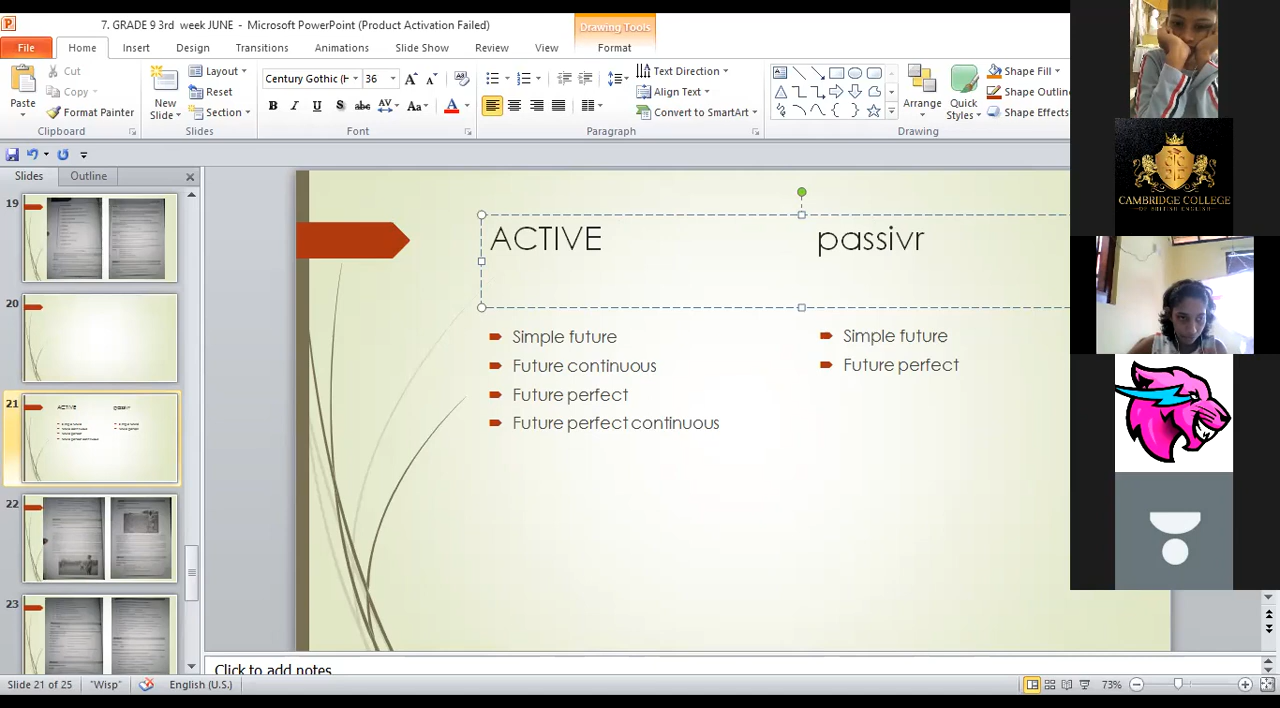 7. GRADE 9 3rd week JUNE - Microsoft PowerPoint (Product Activation Failed)
Drawing Tools
File Home Insert Design Transitions Animations Slide Show Review View Format
Cut
Copy
Format Painter
Paste
Clipboard
New Slide
Layout
Reset
Section
Slides
Century Gothic (H 36
Font
Text Direction
Align Text
Convert to SmartArt
Paragraph
Arrange
Quick Styles
Shape Fill
Shape Outlin
Shape Effects
Drawing
Slides Outline
19
20
21
22
23
ACTIVE passivr
Simple future
Future continuous
Future perfect
Future perfect continuous
Simple future
Future perfect
CAMBRIDGE COLLEGE
OF BRITISH ENGLISH
Click to add notes
Slide 21 of 25 "Wisp" English (U.S.) 73%